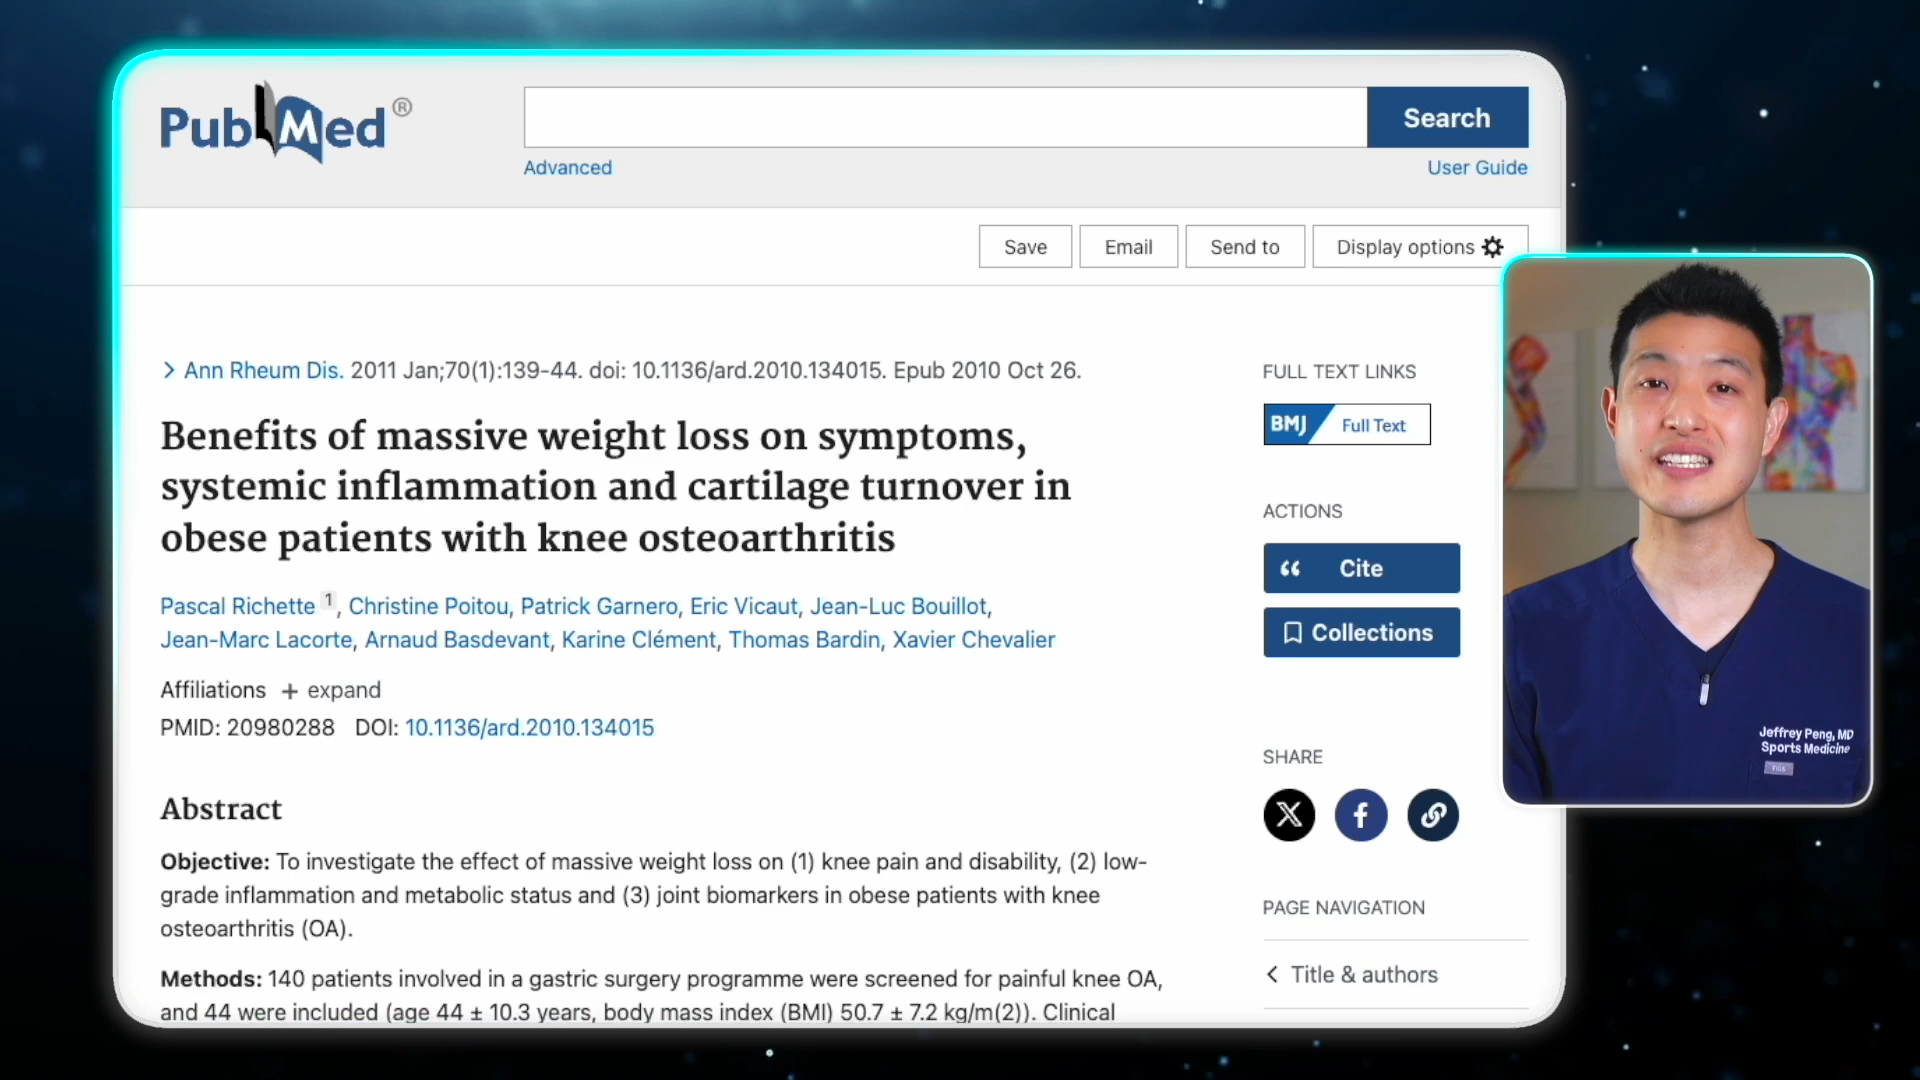 PubMed®
Search
Advanced
User Guide
Save
Email
Send to
Display options
> Ann Rheum Dis. 2011 Jan;70(1):139-44. doi: 10.1136/ard.2010.134015. Epub 2010 Oct 26.
Benefits of massive weight loss on symptoms,
systemic inflammation and cartilage turnover in
obese patients with knee osteoarthritis
Pascal Richette 1, Christine Poitou, Patrick Garnero, Eric Vicaut, Jean-Luc Bouillot,
Jean-Marc Lacorte, Arnaud Basdevant, Karine Clément, Thomas Bardin, Xavier Chevalier
Affiliations + expand
PMID: 20980288 DOI: 10.1136/ard.2010.134015
Abstract
Objective: To investigate the effect of massive weight loss on (1) knee pain and disability, (2) low-
grade inflammation and metabolic status and (3) joint biomarkers in obese patients with knee
osteoarthritis (OA).
Methods: 140 patients involved in a gastric surgery programme were screened for painful knee OA,
and 44 were included (age 44 ± 10.3 years, body mass index (BMI) 50.7 ± 7.2 kg/m(2)). Clinical
FULL TEXT LINKS
BMJ Full Text
ACTIONS
Cite
Collections
SHARE
PAGE NAVIGATION
< Title & authors
Jeffrey Peng, MD
Sports Medicine
FIGS